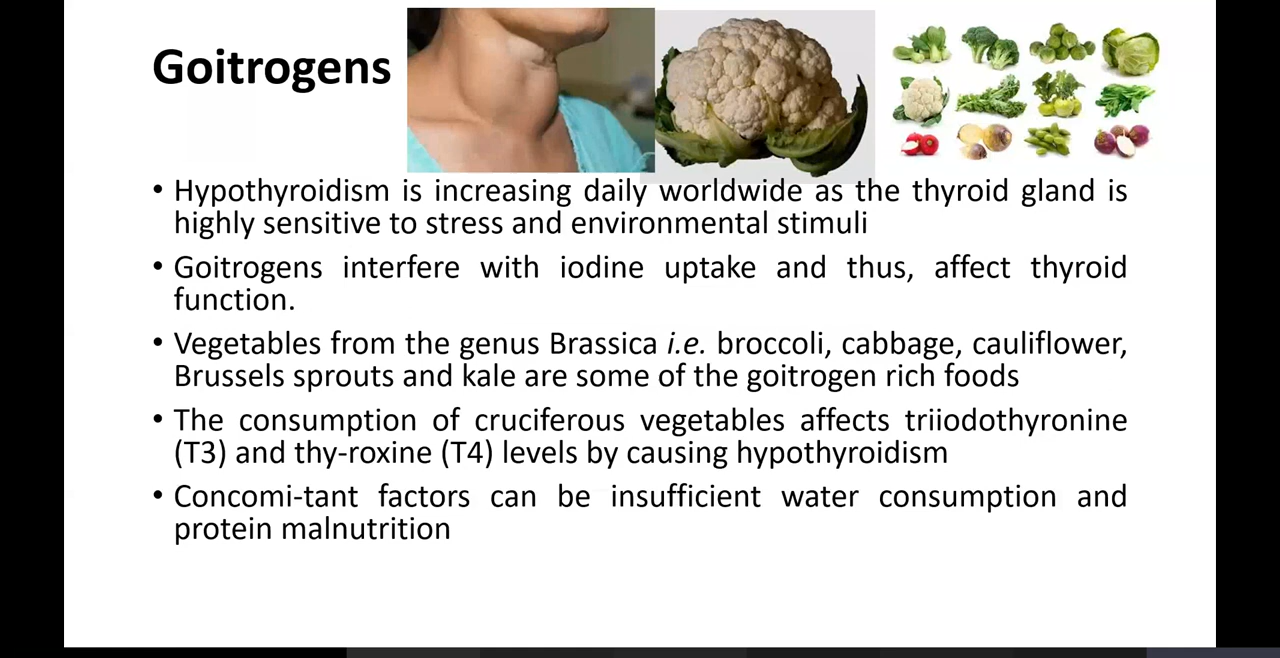 Goitrogens
• Hypothyroidism is increasing daily worldwide as the thyroid gland is
highly sensitive to stress and environmental stimuli
• Goitrogens interfere with iodine uptake and thus, affect thyroid
function.
• Vegetables from the genus Brassica i.e. broccoli, cabbage, cauliflower,
Brussels sprouts and kale are some of the goitrogen rich foods
• The consumption of cruciferous vegetables affects triiodothyronine
(T3) and thy-roxine (T4) levels by causing hypothyroidism
• Concomi-tant factors can be insufficient water consumption and
protein malnutrition